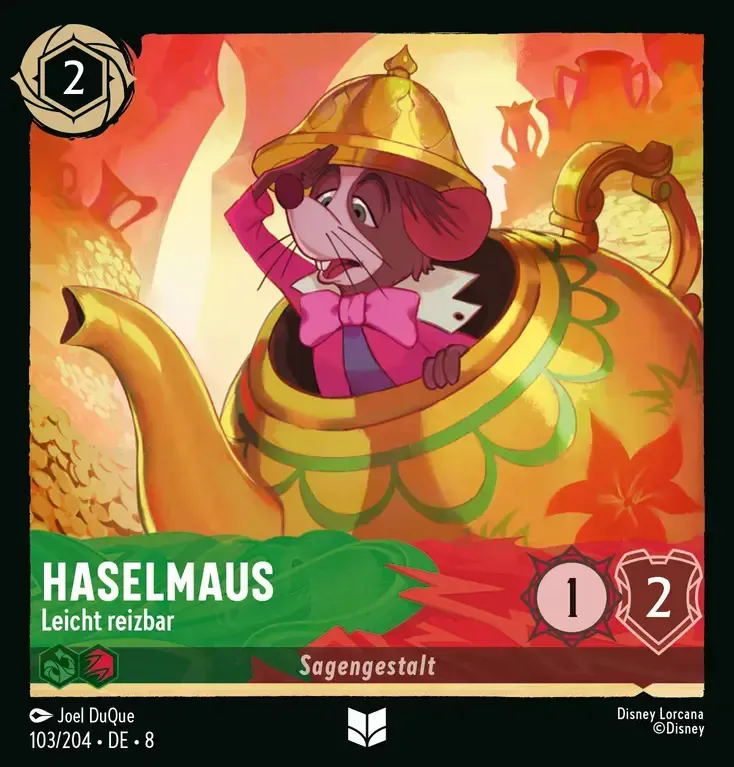 2
HASELMAUS
Leicht reizbar
1
2
Sagengestalt
Joel DuQue
103/204 • DE • 8
Disney Lorcana
©Disney